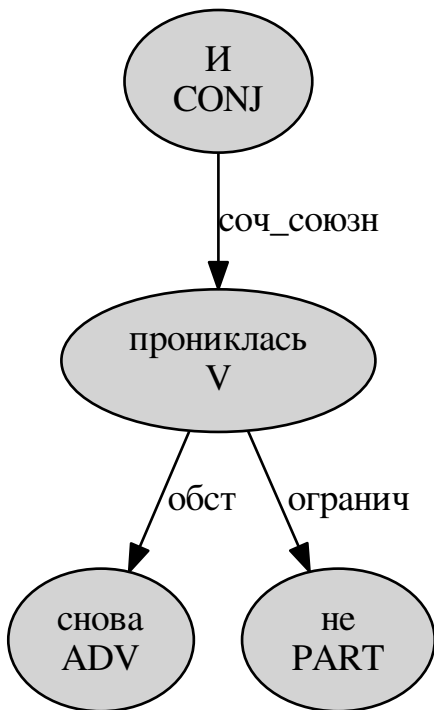 И
CONJ
соч_союзн
прониклась
V
обст
огранич
снова
ADV
не
PART